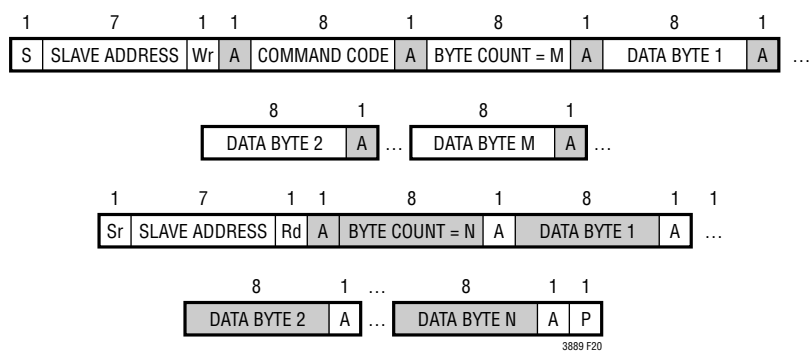 1 7 1 1 8 1 8 1 8 1
S SLAVE ADDRESS Wr A COMMAND CODE A BYTE COUNT = M A DATA BYTE 1 A …
8 1 8 1
DATA BYTE 2 A … DATA BYTE M A …
1 7 1 1 8 1 8 1 1
Sr SLAVE ADDRESS Rd A BYTE COUNT = N A DATA BYTE 1 A …
8 1 … 8 1 1
DATA BYTE 2 A … DATA BYTE N A P
3889 F20